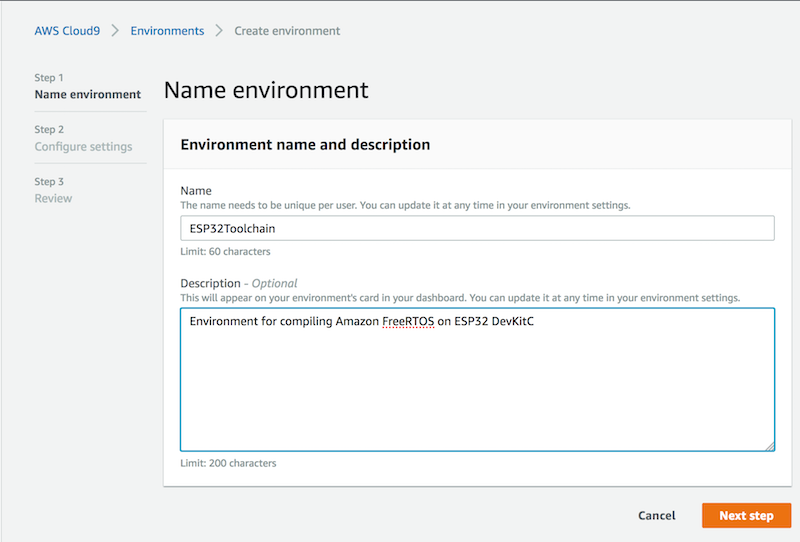 AWS Cloud9 > Environments > Create environment
Step 1
Name environment
Step 2
Configure settings
Step 3
Review
Name environment
Environment name and description
Name
The name needs to be unique per user. You can update it at any time in your environment settings.
ESP32Toolchain
Limit: 60 characters
Description - Optional
This will appear on your environment's card in your dashboard. You can update it at any time in your environment settings.
Environment for compiling Amazon FreeRTOS on ESP32 DevKitC
Limit: 200 characters
Cancel
Next step